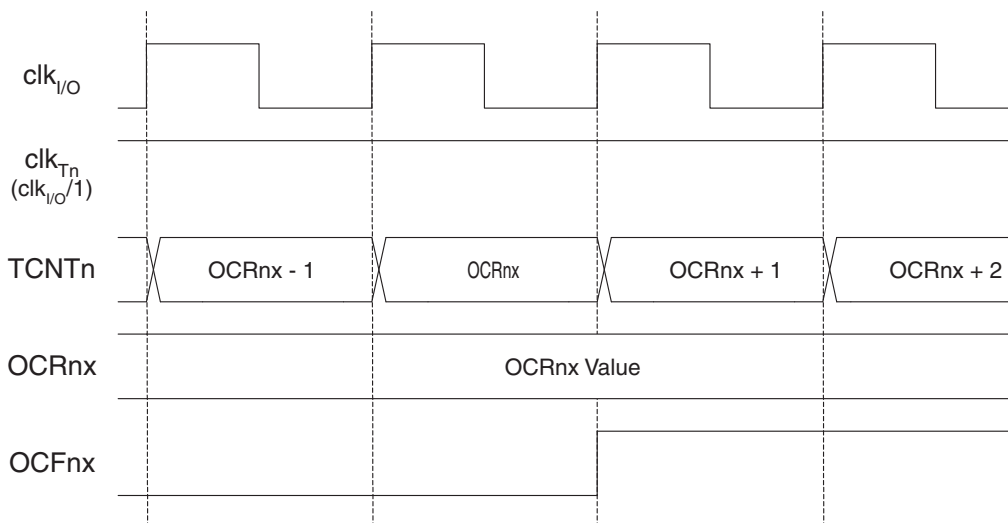 clkI/O
clkTn
(clkI/O/1)
TCNTn
OCRnx - 1
OCRnx
OCRnx + 1
OCRnx + 2
OCRnx
OCRnx Value
OCFnx